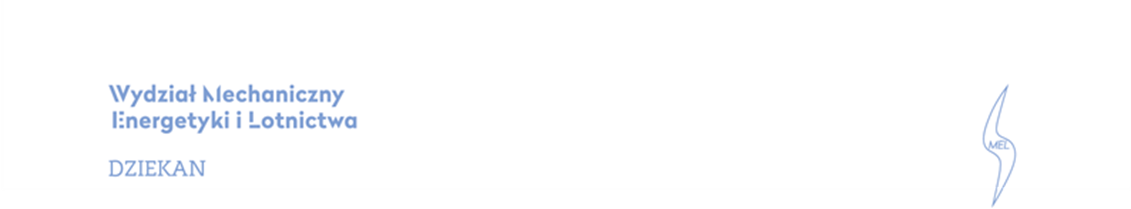 Wydział Mechaniczny
Energetyki i Lotnictwa
DZIEKAN
MEL